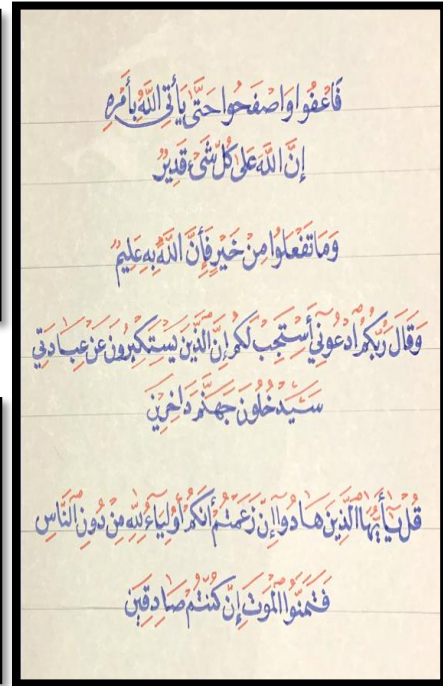 فَاعْفُوا وَاصْفَحُوا حَتَّىٰ يَأْتِيَ اللَّهُ بِأَمْرِهِ
إِنَّ اللَّهَ عَلَىٰ كُلِّ شَيْءٍ قَدِيرٌ
وَمَا تَفْعَلُوا مِنْ خَيْرٍ فَإِنَّ اللَّهَ بِهِ عَلِيمٌ
وَقَالَ رَبُّكُمُ ادْعُونِي أَسْتَجِبْ لَكُمْ إِنَّ الَّذِينَ يَسْتَكْبِرُونَ عَنْ عِبَادَتِي
سَيَدْخُلُونَ جَهَنَّمَ دَاخِرِينَ
قُلْ يَا أَيُّهَا الَّذِينَ هَادُوا إِنْ زَعَمْتُمْ أَنَّكُمْ أَوْلِيَاءُ لِلَّهِ مِنْ دُونِ النَّاسِ
فَتَمَنَّوُا الْمَوْتَ إِنْ كُنْتُمْ صَادِقِينَ